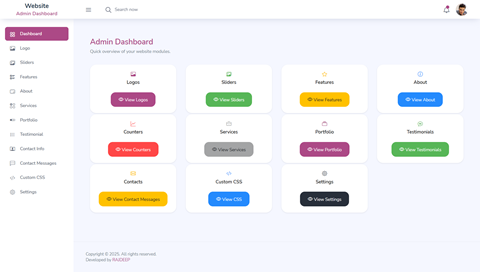 Website
Admin Dashboard
Search now
Dashboard
Logo
Sliders
Features
About
Services
Portfolio
Testimonial
Contact Info
Contact Messages
Custom CSS
Settings
Admin Dashboard
Quick overview of your website modules.
Logos
View Logos
Sliders
View Sliders
Features
View Features
About
View About
Counters
View Counters
Services
View Services
Portfolio
View Portfolio
Testimonials
View Testimonials
Contacts
View Contact Messages
Custom CSS
View CSS
Settings
View Settings
Copyright © 2025. All rights reserved.
Developed by RAJDEEP